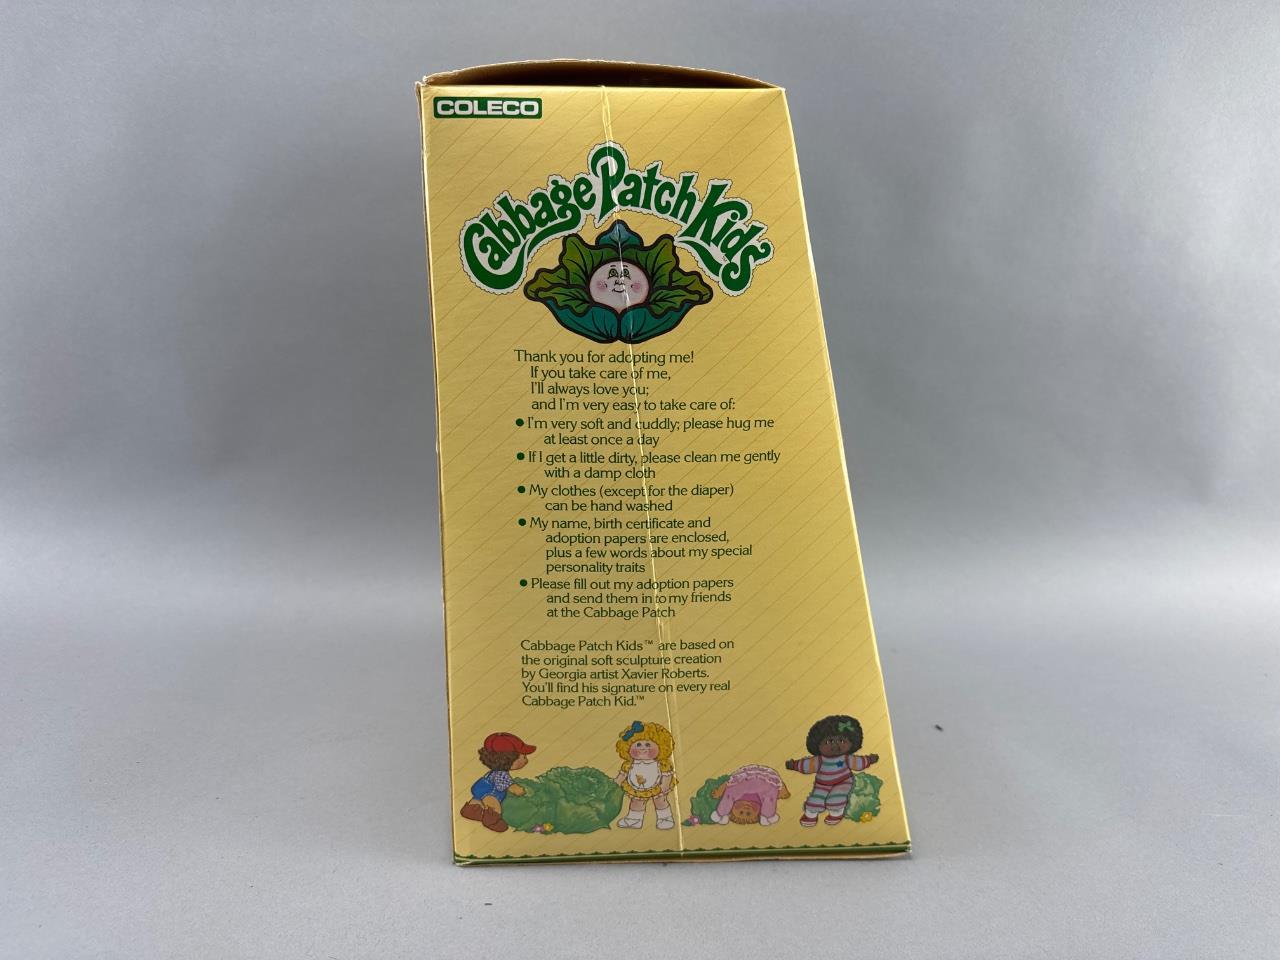 COLECO
Cabbage Patch Kids
Thank you for adopting me!
If you take care of me,
I'll always love you;
and I'm very easy to take care of:
• I'm very soft and cuddly; please hug me
at least once a day
• If I get a little dirty, please clean me gently
with a damp cloth
• My clothes (except for the diaper)
can be hand washed
• My name, birth certificate and
adoption papers are enclosed,
plus a few words about my special
personality traits
• Please fill out my adoption papers
and send them in to my friends
at the Cabbage Patch
Cabbage Patch Kids™ are based on
the original soft sculpture creation
by Georgia artist Xavier Roberts.
You'll find his signature on every real
Cabbage Patch Kid.™